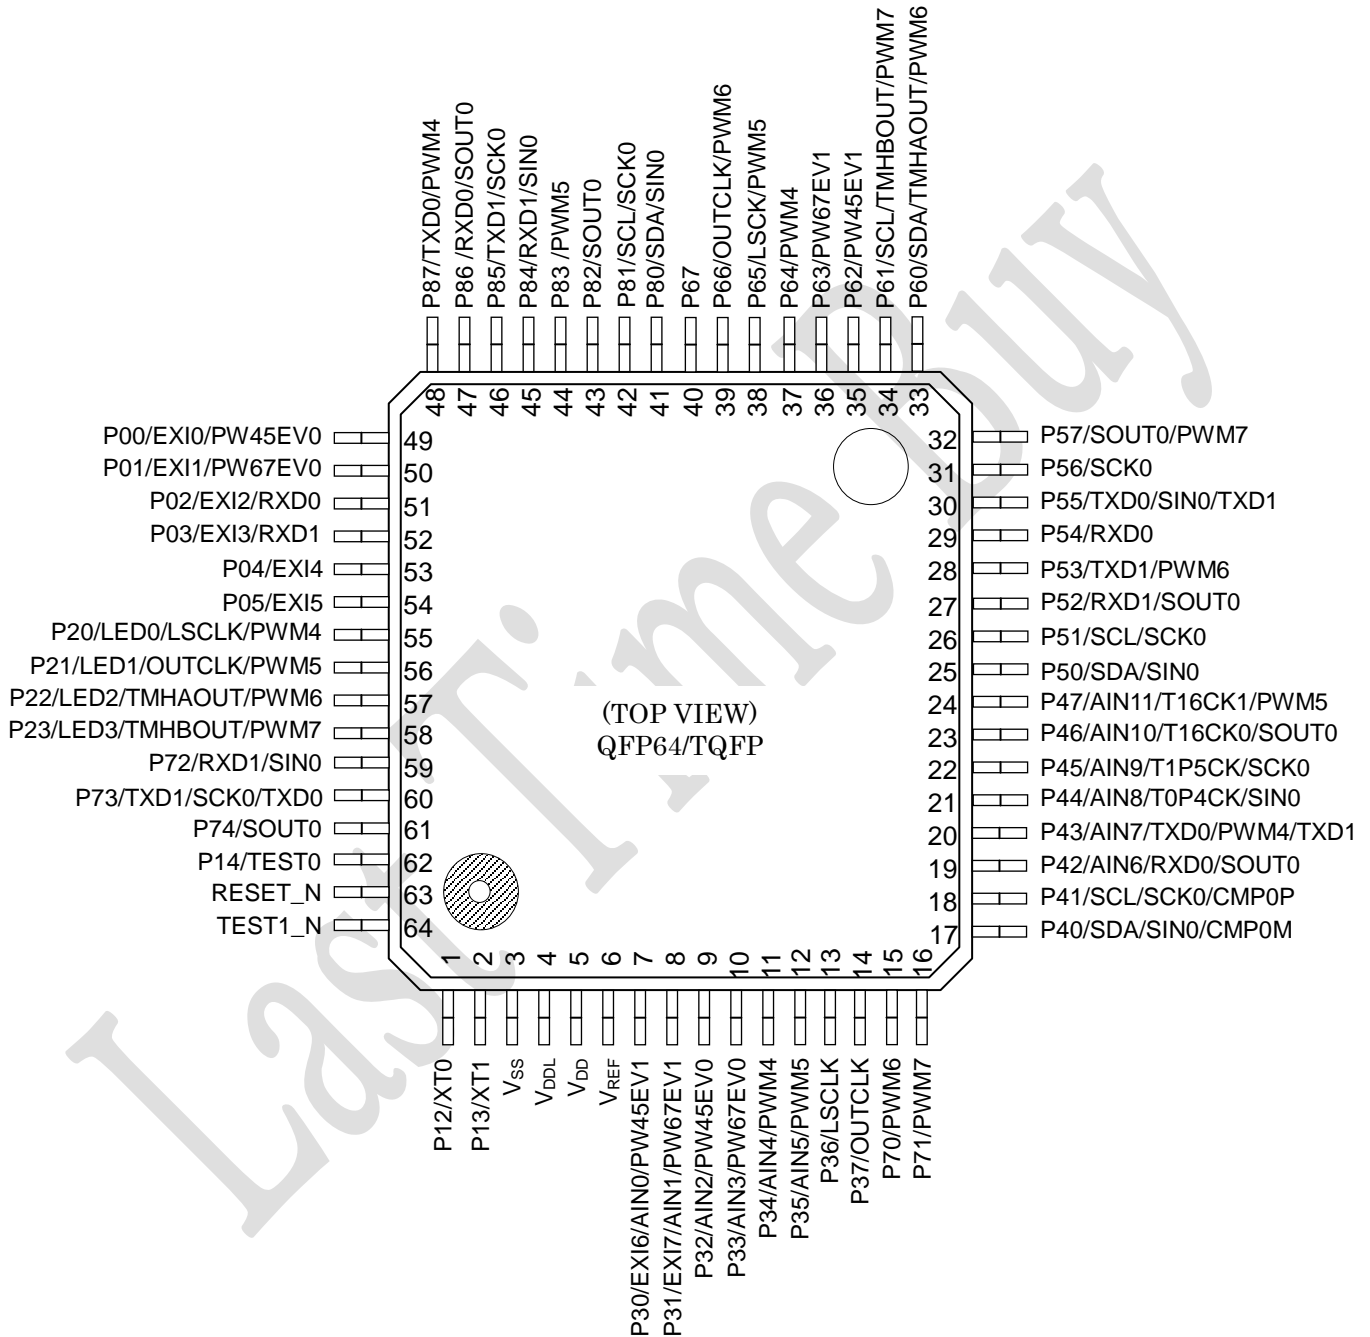 P87/TXD0/PWM4
P86 /RXD0/SOUT0
P85/TXD1/SCK0
P84/RXD1/SIN0
P83 /PWM5
P82/SOUT0
P81/SCL/SCK0
P80/SDA/SIN0
P67
P66/OUTCLK/PWM6
P65/LSCK/PWM5
P64/PWM4
P63/PW67EV1
P62/PW45EV1
P61/SCL/TMHBOUT/PWM7
P60/SDA/TMHAOUT/PWM6
48 47 46 45 44 43 42 41 40 39 38 37 36 35 34 33
P00/EXI0/PW45EV0 49
P01/EXI1/PW67EV0 50
P02/EXI2/RXD0 51
P03/EXI3/RXD1 52
P04/EXI4 53
P05/EXI5 54
P20/LED0/LSCLK/PWM4 55
P21/LED1/OUTCLK/PWM5 56
P22/LED2/TMHAOUT/PWM6 57
P23/LED3/TMHBOUT/PWM7 58
P72/RXD1/SIN0 59
P73/TXD1/SCK0/TXD0 60
P74/SOUT0 61
P14/TEST0 62
RESET_N 63
TEST1_N 64
(TOP VIEW)
QFP64/TQFP
32 P57/SOUT0/PWM7
31 P56/SCK0
30 P55/TXD0/SIN0/TXD1
29 P54/RXD0
28 P53/TXD1/PWM6
27 P52/RXD1/SOUT0
26 P51/SCL/SCK0
25 P50/SDA/SIN0
24 P47/AIN11/T16CK1/PWM5
23 P46/AIN10/T16CK0/SOUT0
22 P45/AIN9/T1P5CK/SCK0
21 P44/AIN8/T0P4CK/SIN0
20 P43/AIN7/TXD0/PWM4/TXD1
19 P42/AIN6/RXD0/SOUT0
18 P41/SCL/SCK0/CMP0P
17 P40/SDA/SIN0/CMP0M
1 2 3 4 5 6 7 8 9 10 11 12 13 14 15 16
P12/XT0
P13/XT1
VSS
VDDL
VDD
VREF
P30/EXI6/AIN0/PW45EV1
P31/EXI7/AIN1/PW67EV1
P32/AIN2/PW45EV0
P33/AIN3/PW67EV0
P34/AIN4/PWM4
P35/AIN5/PWM5
P36/LSCLK
P37/OUTCLK
P70/PWM6
P71/PWM7
Last Time Buy